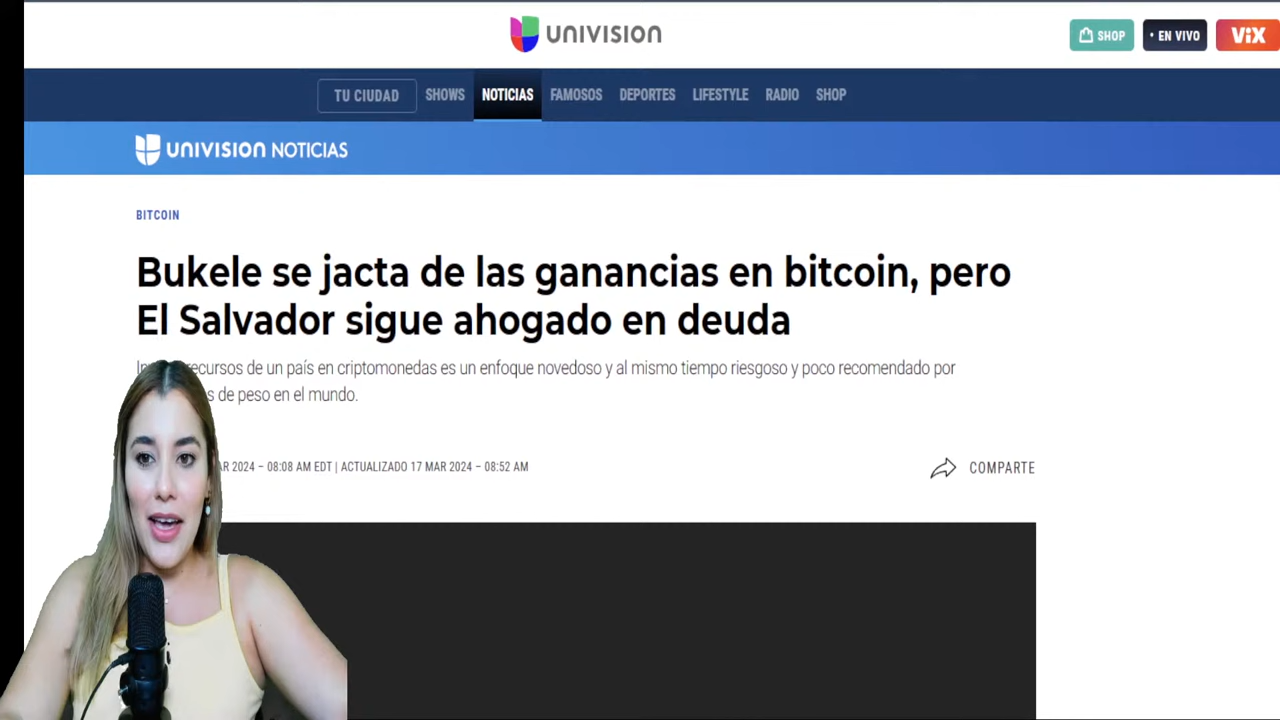 UNIVISION
SHOP
• EN VIVO
ViX
TU CIUDAD
SHOWS
NOTICIAS
FAMOSOS
DEPORTES
LIFESTYLE
RADIO
SHOP
UNIVISION NOTICIAS
BITCOIN
Bukele se jacta de las ganancias en bitcoin, pero
El Salvador sigue ahogado en deuda
recursos de un país en criptomonedas es un enfoque novedoso y al mismo tiempo riesgoso y poco recomendado por
de peso en el mundo.
2024 – 08:08 AM EDT | ACTUALIZADO 17 MAR 2024 – 08:52 AM
COMPARTE